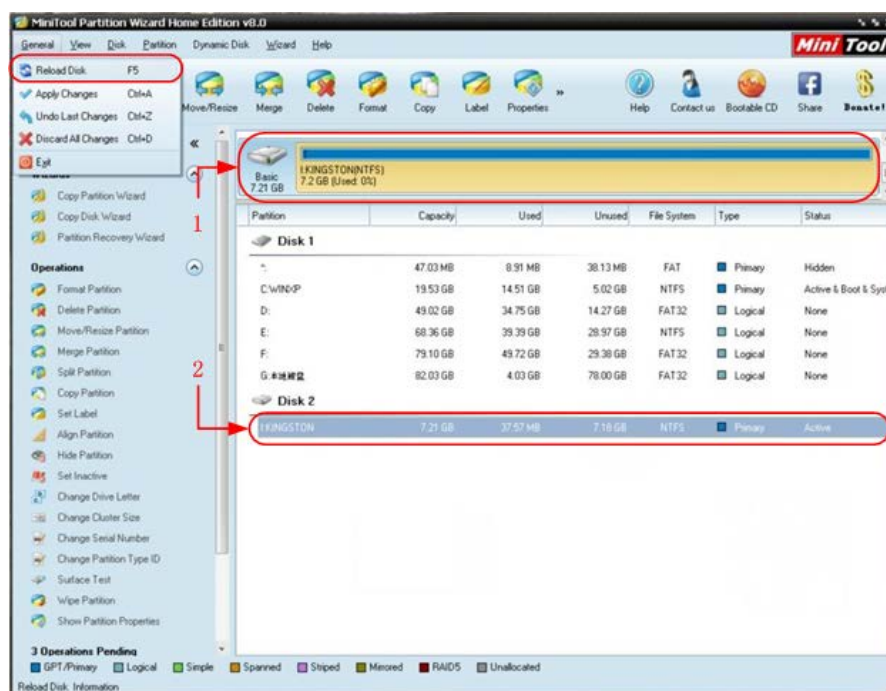 MiniTool Partition Wizard Home Edition v8.0
General View Disk Partition Dynamic Disk Wizard Help
Mini Tool
Reload Disk F5
Apply Changes Ctrl+A
Undo Last Changes Ctrl+Z
Discard All Changes Ctrl+D
Exit
Move/Resize Merge Delete Format Copy Label Properties » Help Contact us Bootable CD Share Donate!
1
Basic
7.21 GB
I:KINGSTON(NTFS)
7.2 GB (Used: 0%)
Wizards
Copy Partition Wizard
Copy Disk Wizard
Partition Recovery Wizard
Operations
Format Partition
Delete Partition
Move/Resize Partition
Merge Partition
Split Partition
Copy Partition
Set Label
Align Partition
Hide Partition
Set Inactive
Change Drive Letter
Change Cluster Size
Change Serial Number
Change Partition Type ID
Surface Test
Wipe Partition
Show Partition Properties
3 Operations Pending
2
Partition Capacity Used Unused File System Type Status
Disk 1
*: 47.03 MB 8.91 MB 38.13 MB FAT Primary Hidden
C:WINXP 19.53 GB 14.51 GB 5.02 GB NTFS Primary Active & Boot & Sys
D: 49.02 GB 34.75 GB 14.27 GB FAT32 Logical None
E: 68.36 GB 39.39 GB 28.97 GB NTFS Logical None
F: 79.10 GB 49.72 GB 29.38 GB FAT32 Logical None
G: 82.03 GB 4.03 GB 78.00 GB FAT32 Logical None
Disk 2
I:KINGSTON 7.21 GB 37.57 MB 7.18 GB NTFS Primary Active
GPT/Primary Logical Simple Spanned Striped Mirrored RAID5 Unallocated
Reload Disk Information